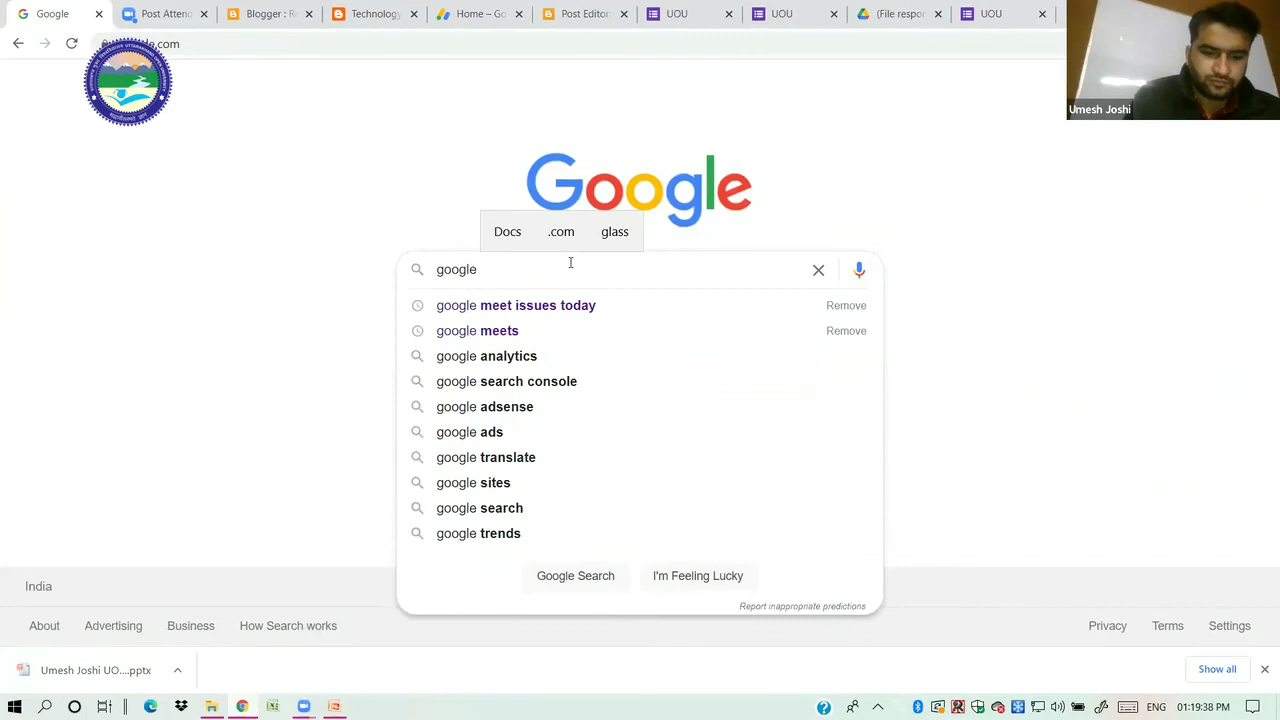 Google
Post Attend
Blogger : Re
Technology
Home – Go
Post Editor
UOU
UOU
(File respon
UOU
.com
Umesh Joshi
Google
Docs .com glass
google
google meet issues today Remove
google meets Remove
google analytics
google search console
google adsense
google ads
google translate
google sites
google search
google trends
Google Search I'm Feeling Lucky
Report inappropriate predictions
India
About Advertising Business How Search works Privacy Terms Settings
Umesh Joshi UO....pptx Show all
ENG 01:19:38 PM